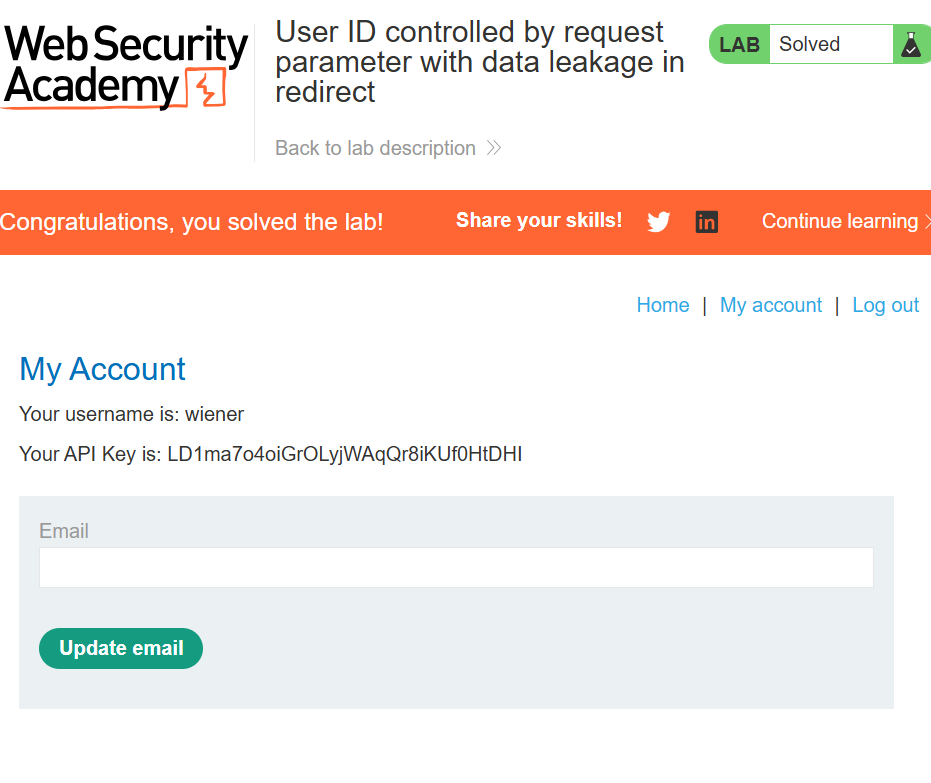 Web Security
Academy
User ID controlled by request
parameter with data leakage in
redirect
LAB Solved
Back to lab description
Congratulations, you solved the lab!
Share your skills!
in
Continue learning
Home | My account | Log out
My Account
Your username is: wiener
Your API Key is: LD1ma7o4oiGrOLyjWAqQr8iKUf0HtDHI
Email
Update email